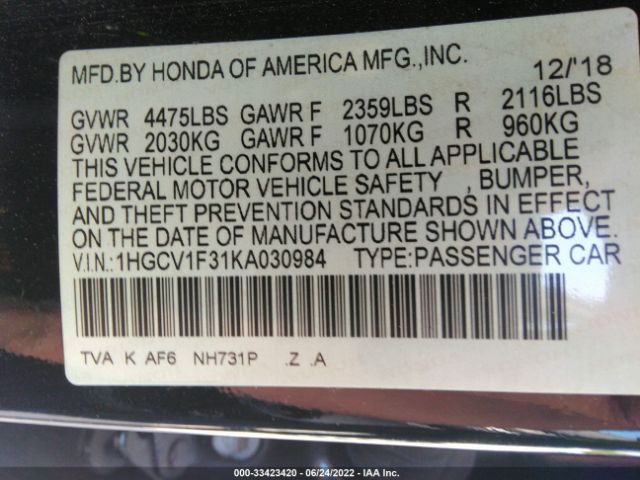 MFD.BY HONDA OF AMERICA MFG.,INC. 12/'18
GVWR 4475LBS GAWR F 2359LBS R 2116LBS
GVWR 2030KG GAWR F 1070KG R 960KG
THIS VEHICLE CONFORMS TO ALL APPLICABLE
FEDERAL MOTOR VEHICLE SAFETY , BUMPER,
AND THEFT PREVENTION STANDARDS IN EFFECT
ON THE DATE OF MANUFACTURE SHOWN ABOVE.
V.I.N.:1HGCV1F31KA030984 TYPE:PASSENGER CAR
TVA K AF6 NH731P .Z .A
000-33423420 - 06/24/2022 - IAA Inc.